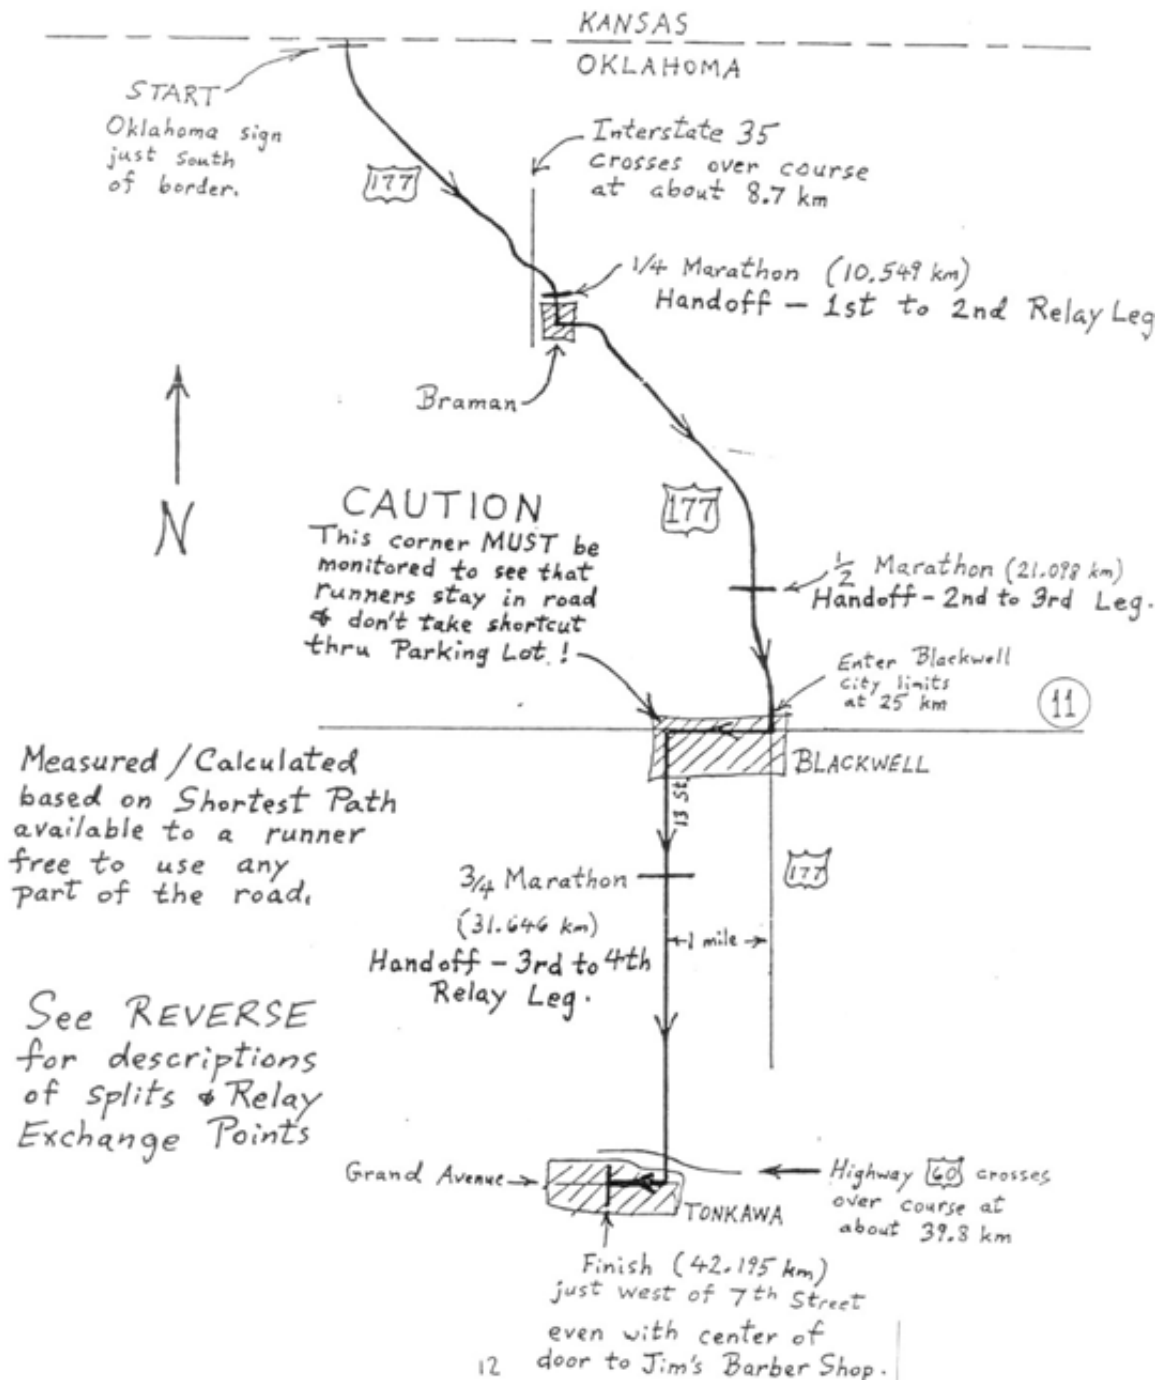 KANSAS
OKLAHOMA
START
Oklahoma sign
just south
of border.
177
Interstate 35
crosses over course
at about 8.7 km
1/4 Marathon (10.549 km)
Handoff - 1st to 2nd Relay Leg
Braman
N
CAUTION
This corner MUST be
monitored to see that
runners stay in road
& don't take shortcut
thru Parking Lot!
177
1/2 Marathon (21.098 km)
Handoff - 2nd to 3rd Leg.
Enter Blackwell
city limits
at 25 km
11
BLACKWELL
Measured/Calculated
based on Shortest Path
available to a runner
free to use any
part of the road.
13 St.
177
3/4 Marathon
(31.646 km)
Handoff - 3rd to 4th
Relay Leg.
1 mile
See REVERSE
for descriptions
of splits & Relay
Exchange Points
Grand Avenue
TONKAWA
Highway 60 crosses
over course at
about 39.8 km
Finish (42.195 km)
just west of 7th Street
even with center of
door to Jim's Barber Shop.
12